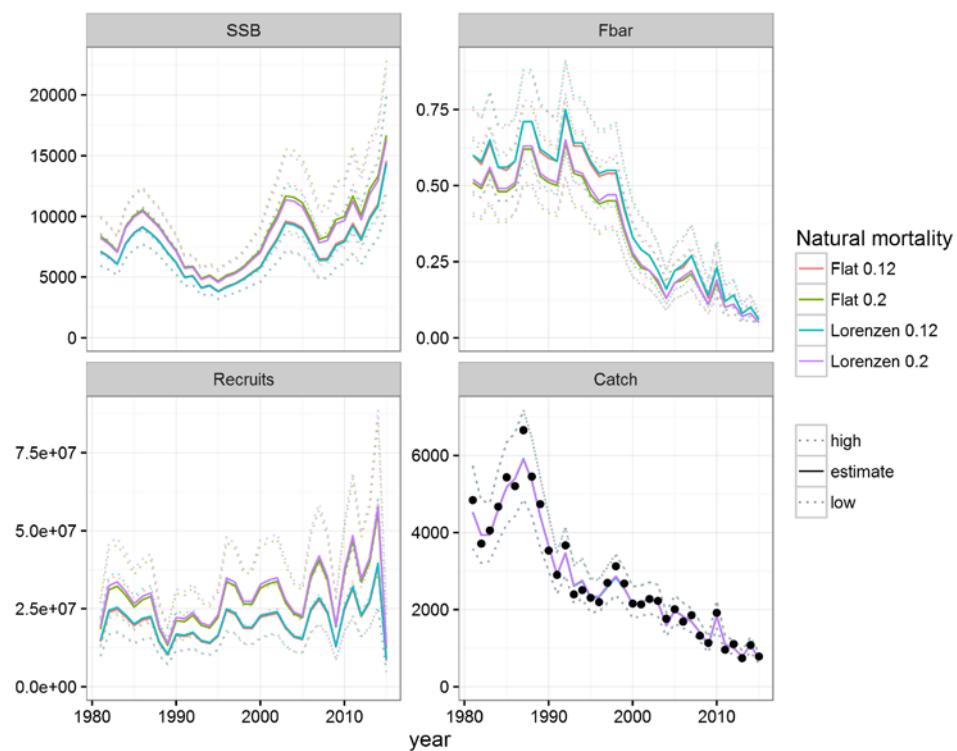 SSB
Fbar
20000
15000
10000
5000
0
0.75
0.50
0.25
0.00
Recruits
Catch
7.5e+07
5.0e+07
2.5e+07
0.0e+00
6000
4000
2000
0
1980 1990 2000 2010
1980 1990 2000 2010
year
Natural mortality
Flat 0.12
Flat 0.2
Lorenzen 0.12
Lorenzen 0.2
high
estimate
low